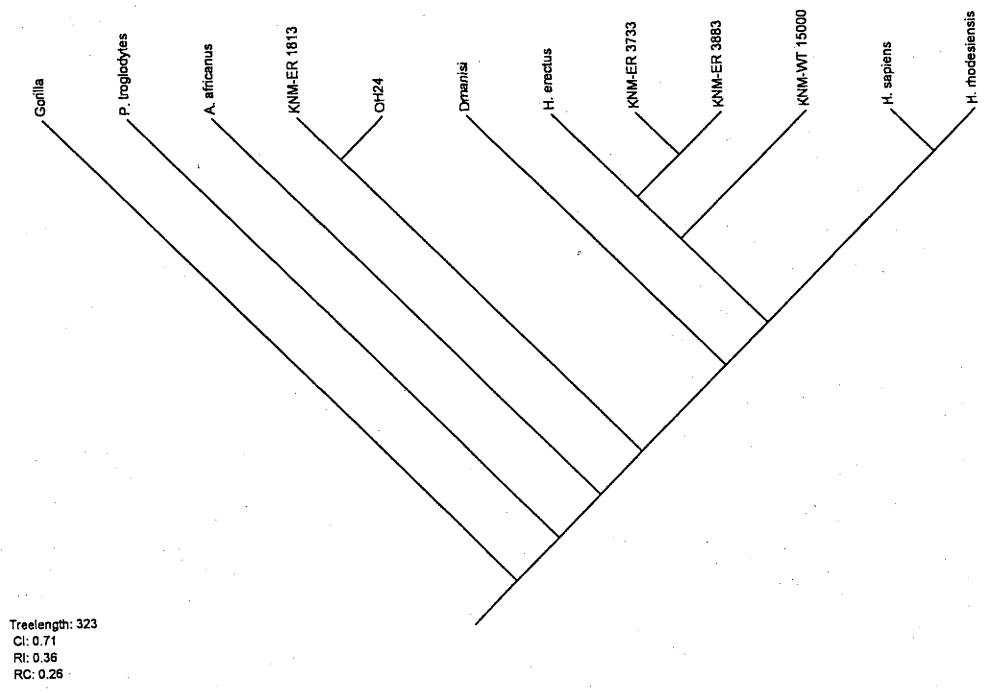 Gorilla
P. troglodytes
A. africanus
KNM-ER 1813
OH24
Dmanisi
H. erectus
KNM-ER 3733
KNM-ER 3883
KNM-WT 15000
H. sapiens
H. rhodesiensis
Treelength: 323
CI: 0.71
RI: 0.36
RC: 0.26